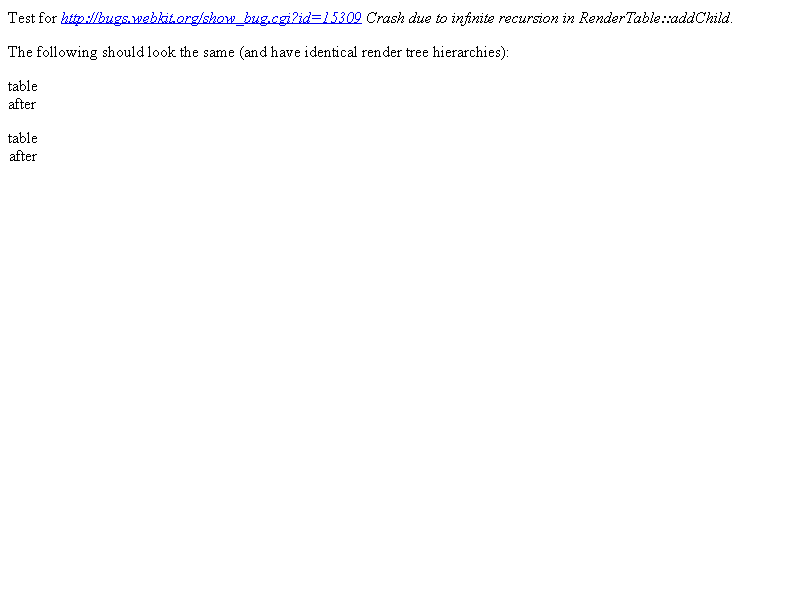 Test for http://bugs.webkit.org/show_bug.cgi?id=15309 Crash due to infinite recursion in RenderTable::addChild.
The following should look the same (and have identical render tree hierarchies):
table
after
table
after